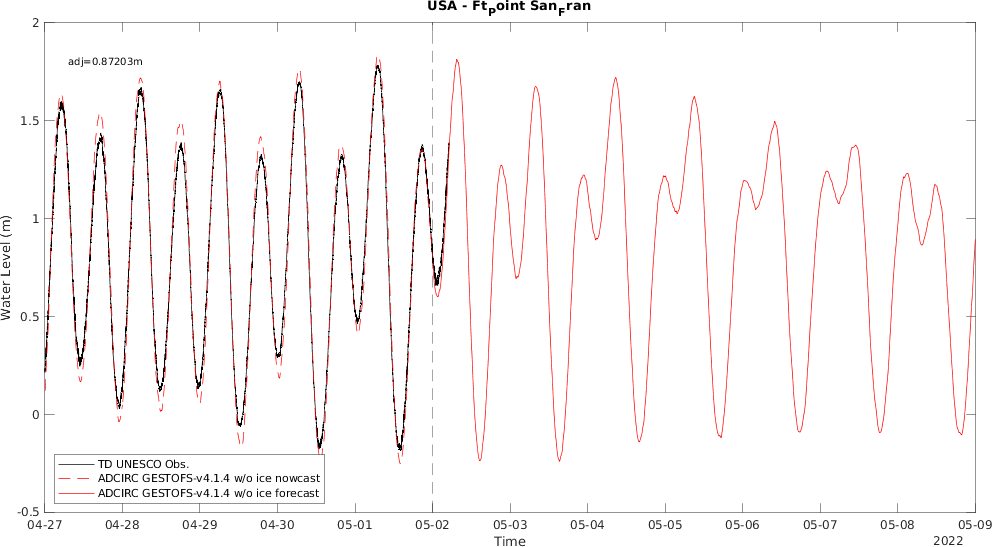 USA - FtPoint SanFran
adj=0.87203m
2
1.5
1
0.5
0
-0.5
Water Level (m)
TD UNESCO Obs.
ADCIRC GESTOFS-v4.1.4 w/o ice nowcast
ADCIRC GESTOFS-v4.1.4 w/o ice forecast
04-27 04-28 04-29 04-30 05-01 05-02 05-03 05-04 05-05 05-06 05-07 05-08 05-09
Time
2022